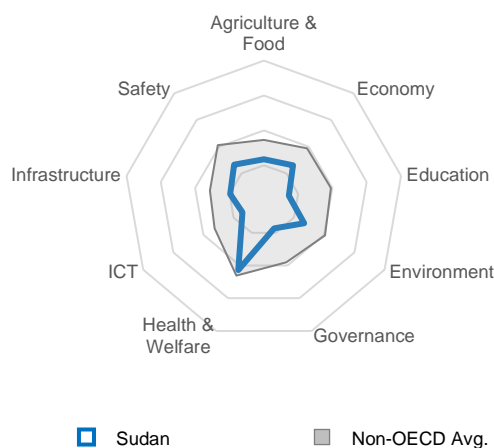 Agriculture &
Food
Safety
Economy
Infrastructure
Education
ICT
Environment
Health &
Welfare
Governance
Sudan
Non-OECD Avg.